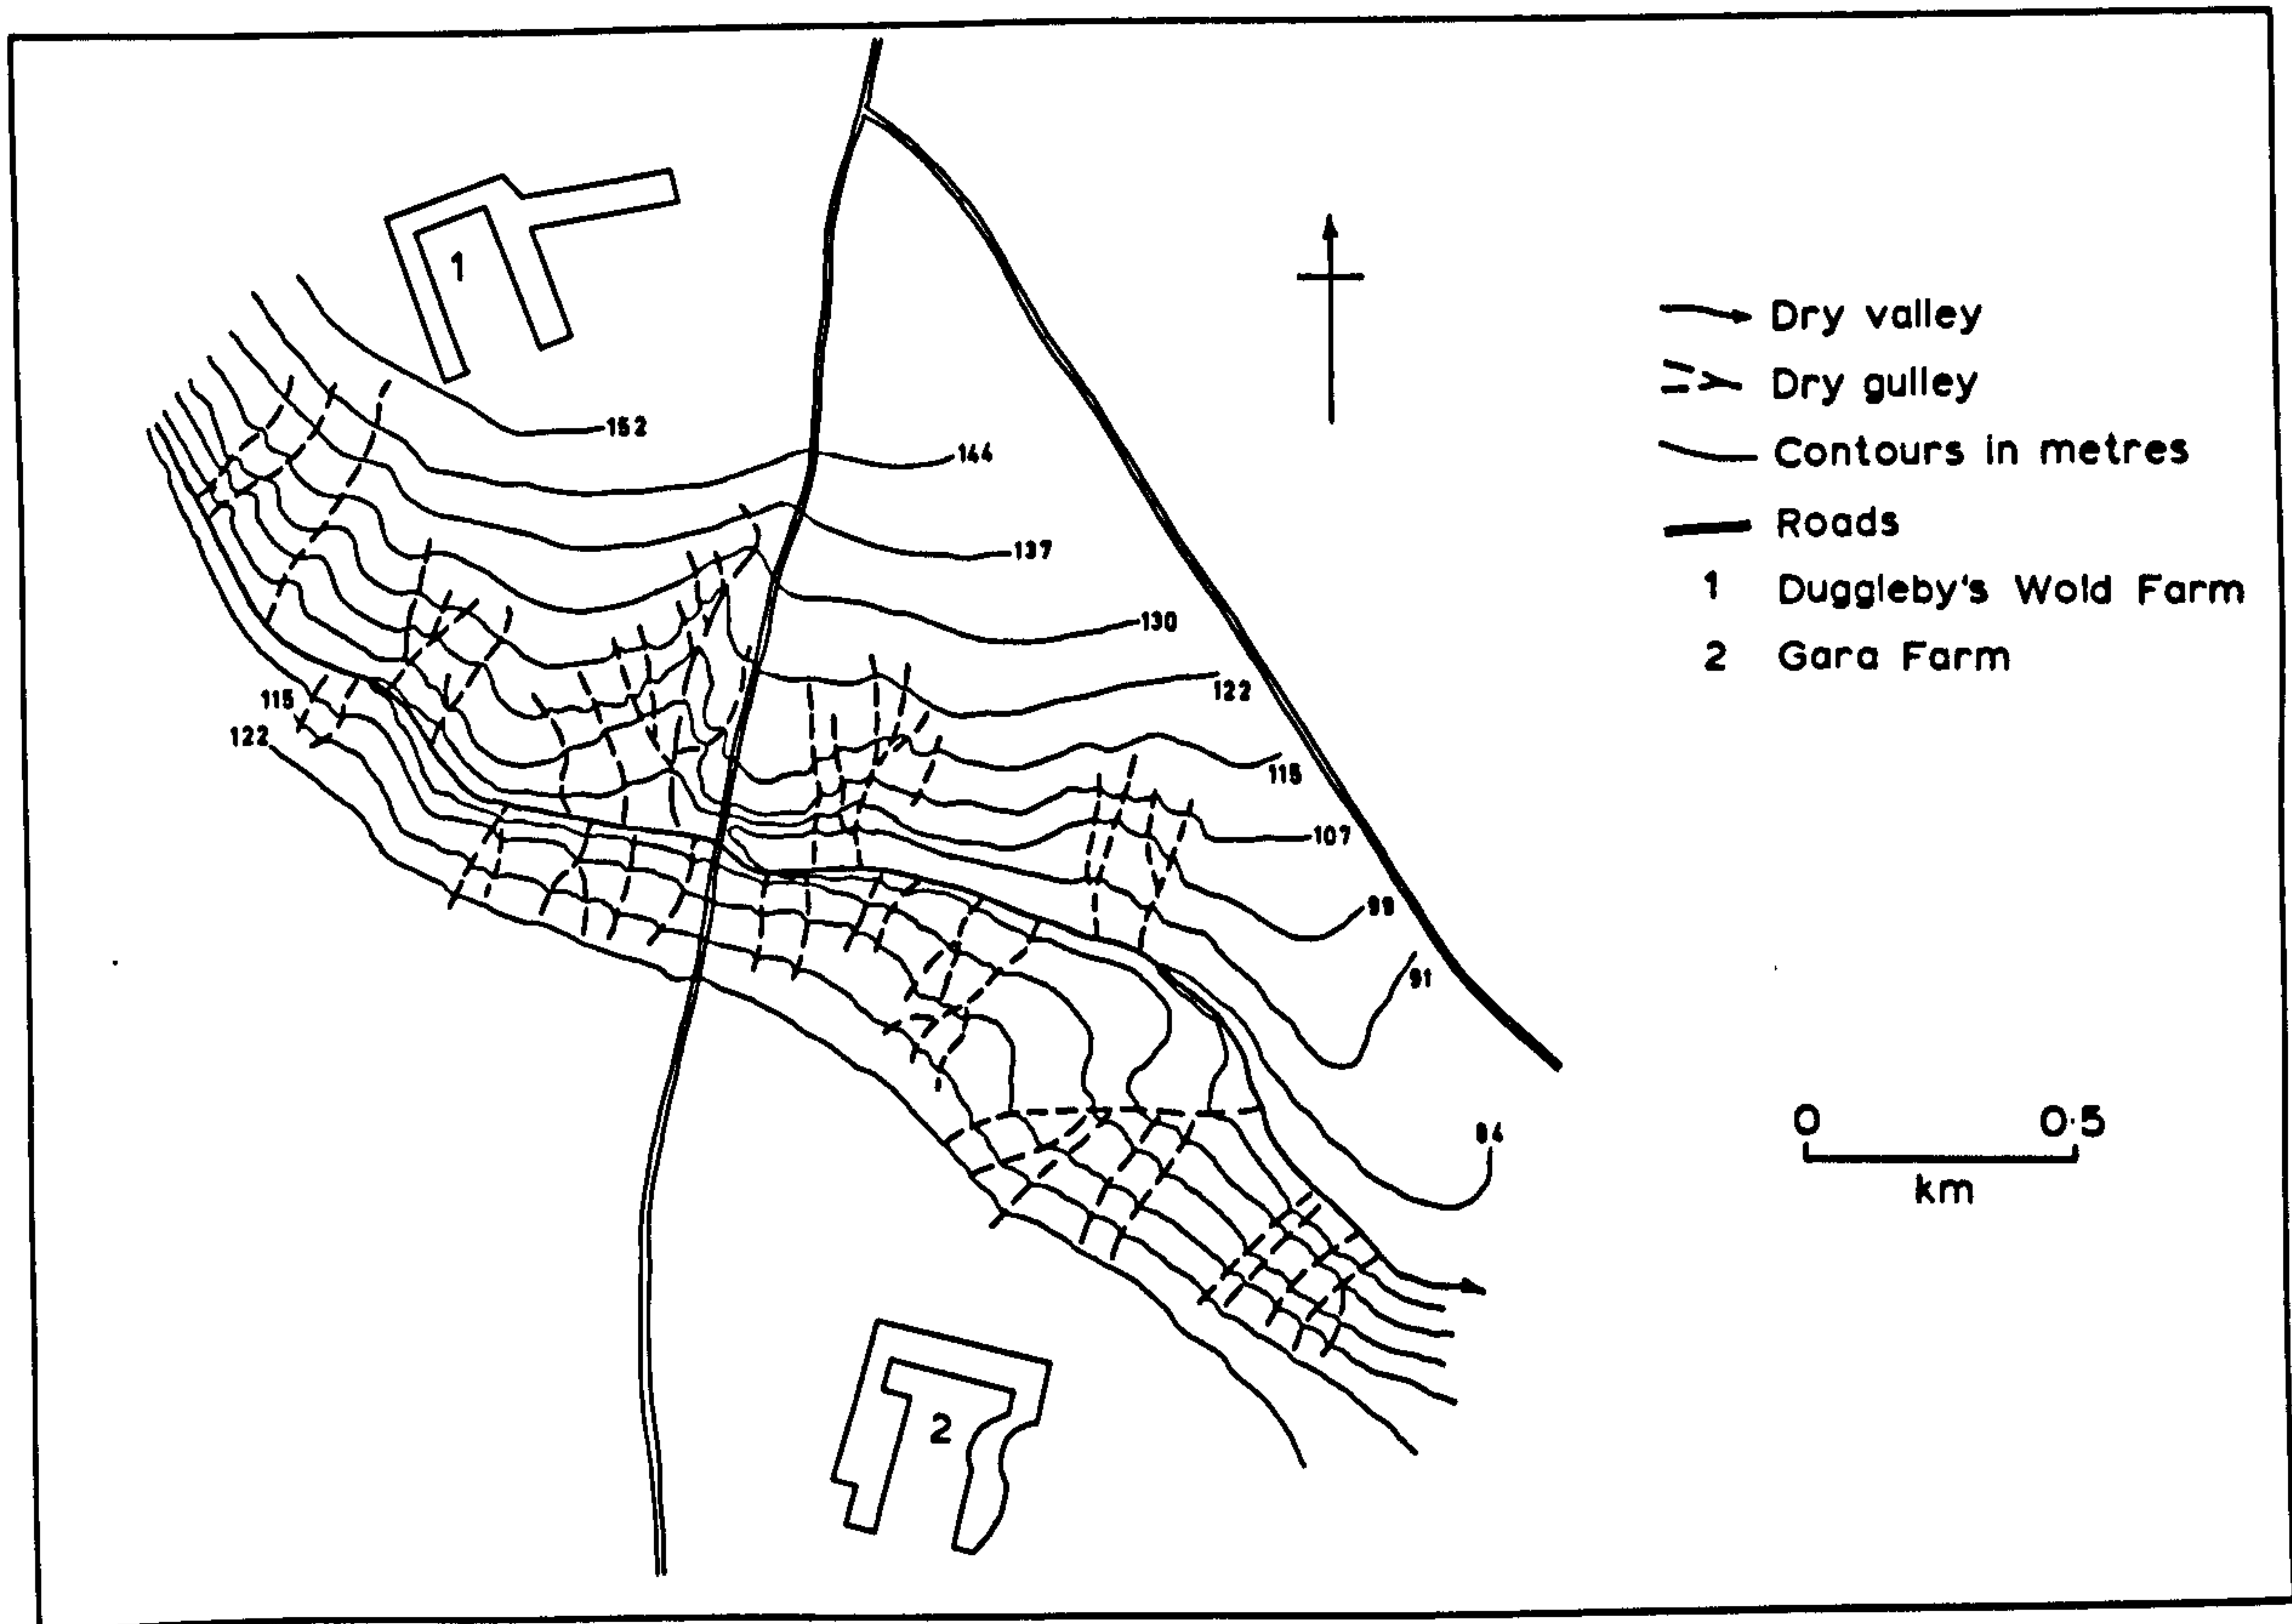 1
152
144
137
130
122
115
107
99
91
84
115
122
2
Dry valley
Dry gulley
Contours in metres
Roads
1 Duggleby's Wold Farm
2 Gara Farm
0 0·5
km